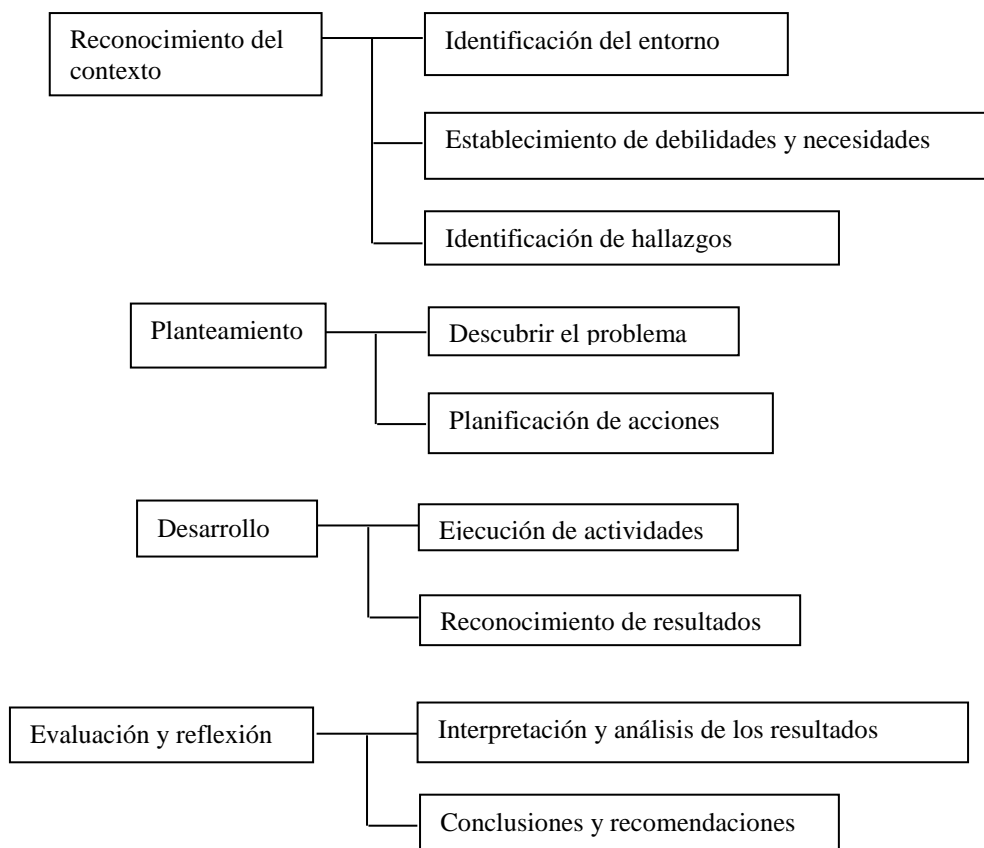 Reconocimiento del
contexto
Identificación del entorno
Establecimiento de debilidades y necesidades
Identificación de hallazgos
Planteamiento
Descubrir el problema
Planificación de acciones
Desarrollo
Ejecución de actividades
Reconocimiento de resultados
Evaluación y reflexión
Interpretación y análisis de los resultados
Conclusiones y recomendaciones